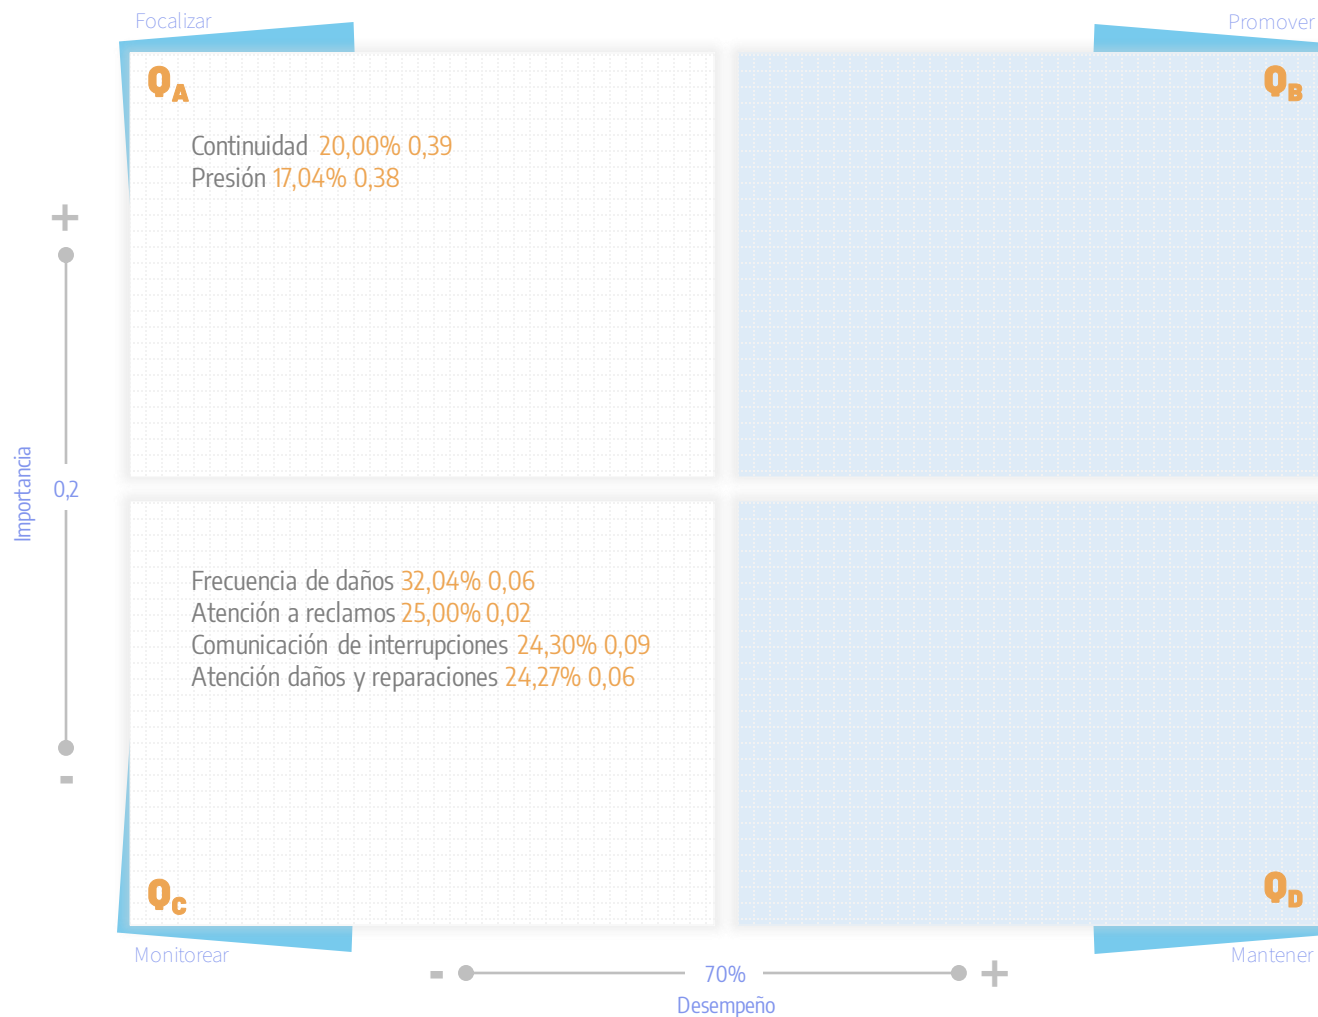 Focalizar
Promover
QA
QB
Continuidad 20,00% 0,39
Presión 17,04% 0,38
+
Importancia
0,2
Frecuencia de daños 32,04% 0,06
Atención a reclamos 25,00% 0,02
Comunicación de interrupciones 24,30% 0,09
Atención daños y reparaciones 24,27% 0,06
-
QC
QD
Monitorear
Mantener
- 70% +
Desempeño